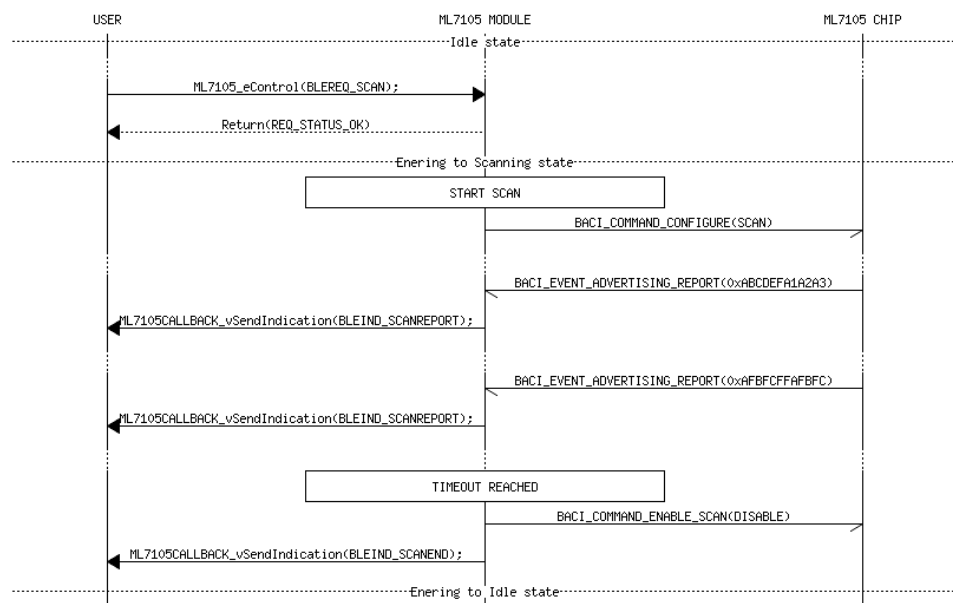 USER ML7105 MODULE ML7105 CHIP
Idle state
ML7105_eControl(BLEREQ_SCAN);
Return(REQ_STATUS_OK)
Enering to Scanning state
START SCAN
BACI_COMMAND_CONFIGURE(SCAN)
BACI_EVENT_ADVERTISING_REPORT(0xABCDEFA1A2A3)
ML7105CALLBACK_vSendIndication(BLEIND_SCANREPORT);
BACI_EVENT_ADVERTISING_REPORT(0xAFBFCFFAFBFC)
ML7105CALLBACK_vSendIndication(BLEIND_SCANREPORT);
TIMEOUT REACHED
BACI_COMMAND_ENABLE_SCAN(DISABLE)
ML7105CALLBACK_vSendIndication(BLEIND_SCANEND);
Enering to Idle state